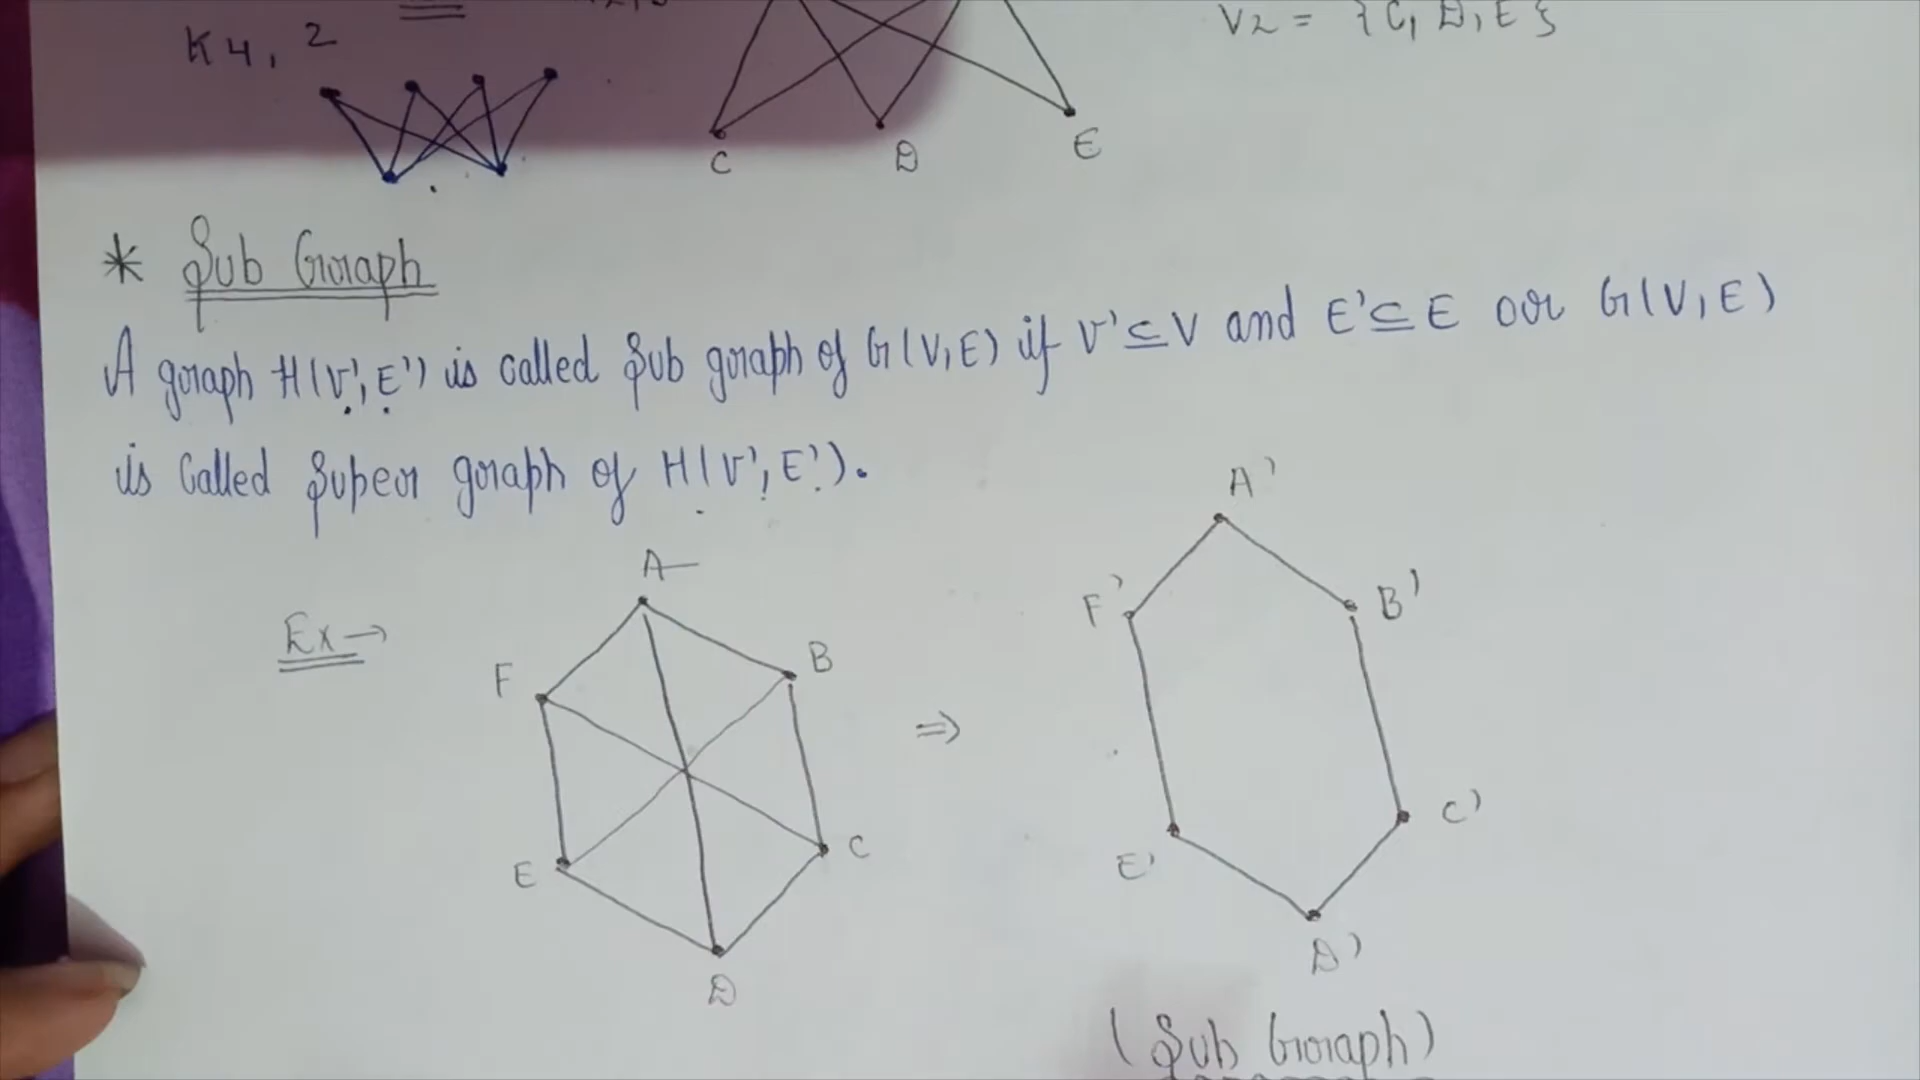 K4,2
V2 = {C, D, E}
C D E
* Sub Graph
A graph H(V', E') is called Sub graph of G(V, E) if V' ⊆ V and E' ⊆ E or G(V, E)
is Called Super graph of H(V', E').
Ex →
A
F B
E C
D
⇒
A'
F' B'
E' C'
D'
(Sub Graph)